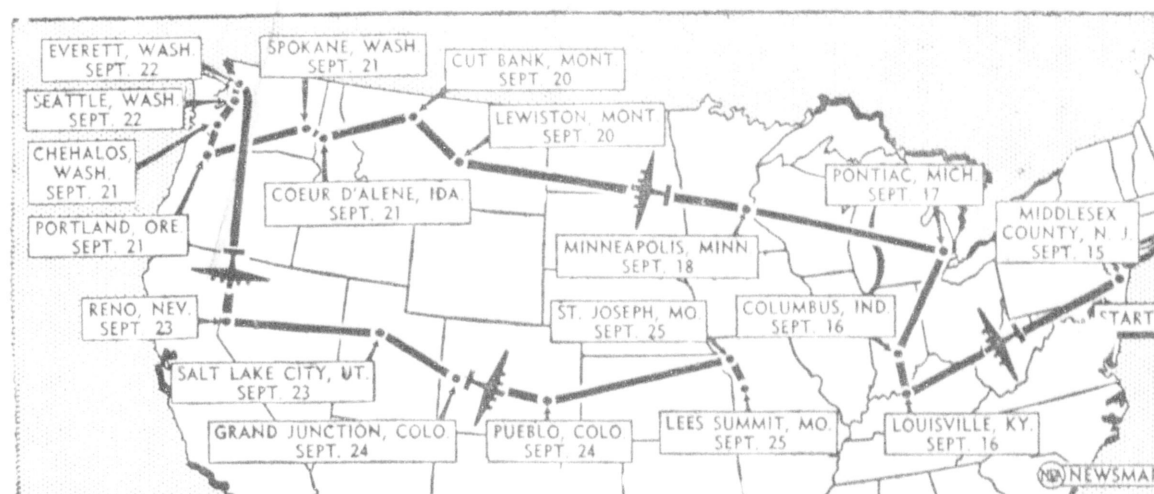 EVERETT, WASH.
SEPT. 22
SPOKANE, WASH
SEPT. 21
CUT BANK, MONT.
SEPT. 20
SEATTLE, WASH.
SEPT. 22
LEWISTON, MONT
SEPT. 20
CHEHALOS,
WASH.
SEPT. 21
COEUR D'ALENE, IDA
SEPT. 21
PONTIAC, MICH.
SEPT. 17
PORTLAND, ORE.
SEPT. 21
MINNEAPOLIS, MINN
SEPT. 18
MIDDLESEX
COUNTY, N. J.
SEPT. 15
RENO, NEV.
SEPT. 23
ST. JOSEPH, MO.
SEPT. 25
COLUMBUS, IND.
SEPT. 16
START
SALT LAKE CITY, UT.
SEPT. 23
GRAND JUNCTION, COLO
SEPT. 24
PUEBLO, COLO
SEPT. 24
LEES SUMMIT, MO.
SEPT. 25
LOUISVILLE, KY.
SEPT. 16
NEA NEWSMA